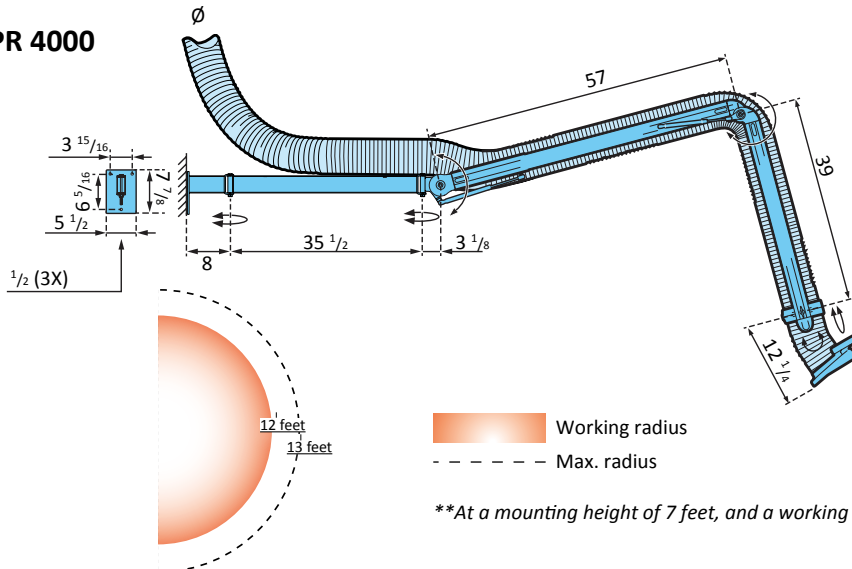 Ø
PR 4000
57
3 15/16
39
6 5/16
7 7/8
5 1/2
8
35 1/2
3 1/8
1/2 (3X)
12 1/4
12 feet
13 feet
Working radius
Max. radius
**At a mounting height of 7 feet, and a working